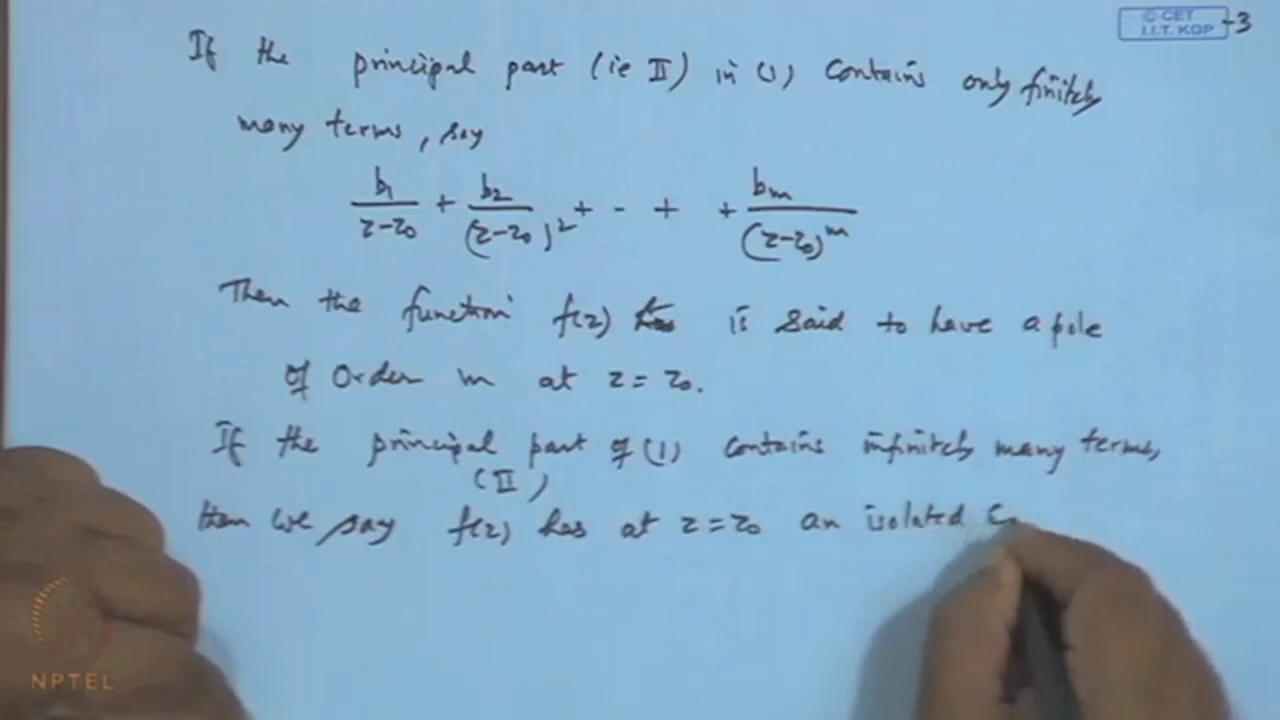 © CET
I.I.T. KGP
-3
If the principal part (ie II) in (1) contains only finitely
many terms, say
b₁/(z-z₀) + b₂/(z-z₀)² + - + + bₘ/(z-z₀)ᵐ
Then the function f(z) is said to have a pole
of order m at z = z₀.
If the principal part of (1) contains infinitely many terms,
(II)
then we say f(z) has at z = z₀ an isolated
NPTEL